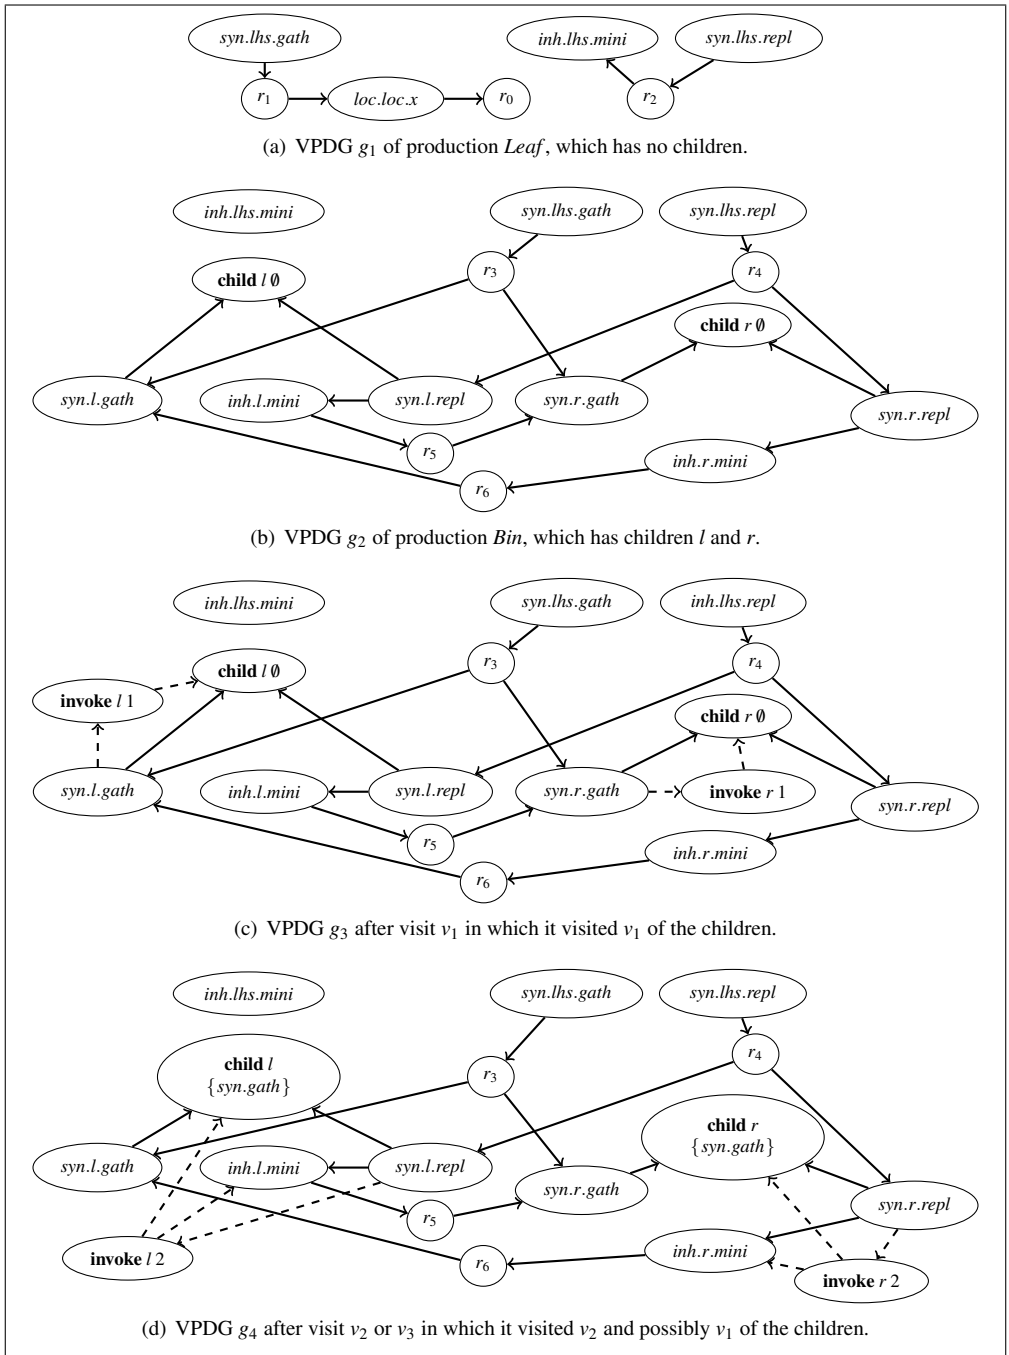 syn.lhs.gath
inh.lhs.mini
syn.lhs.repl
r1
loc.loc.x
r0
r2
(a) VPDG g1 of production Leaf, which has no children.
inh.lhs.mini
syn.lhs.gath
syn.lhs.repl
r3
r4
child l ∅
child r ∅
syn.l.gath
inh.l.mini
syn.l.repl
syn.r.gath
syn.r.repl
r5
inh.r.mini
r6
(b) VPDG g2 of production Bin, which has children l and r.
inh.lhs.mini
syn.lhs.gath
inh.lhs.repl
r3
r4
child l ∅
invoke l 1
child r ∅
syn.l.gath
inh.l.mini
syn.l.repl
syn.r.gath
invoke r 1
syn.r.repl
r5
inh.r.mini
r6
(c) VPDG g3 after visit v1 in which it visited v1 of the children.
inh.lhs.mini
syn.lhs.gath
syn.lhs.repl
child l
{syn.gath}
r3
r4
child r
{syn.gath}
syn.l.gath
inh.l.mini
syn.l.repl
syn.r.gath
syn.r.repl
r5
invoke l 2
r6
inh.r.mini
invoke r 2
(d) VPDG g4 after visit v2 or v3 in which it visited v2 and possibly v1 of the children.